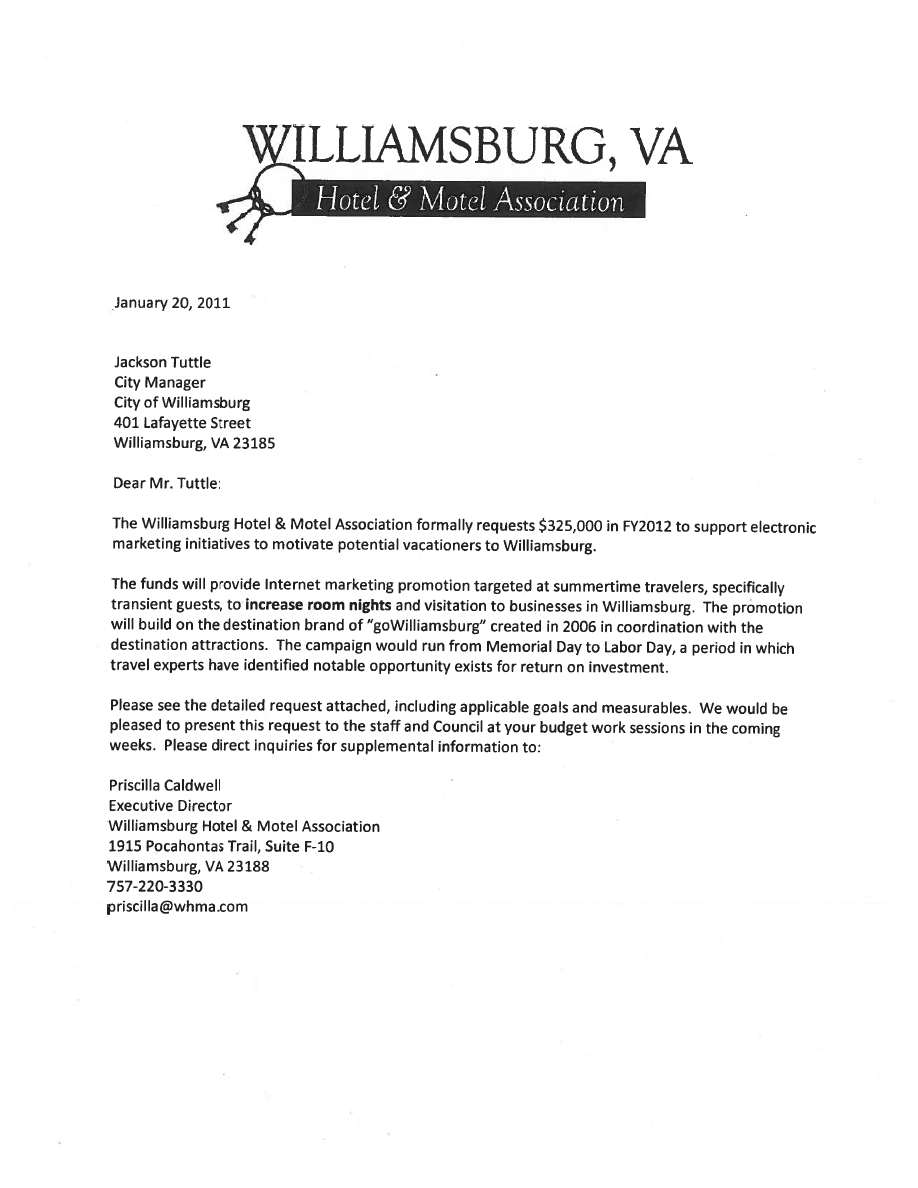 WILLIAMSBURG, VA
Hotel & Motel Association
January 20, 2011
Jackson Tuttle
City Manager
City of Williamsburg
401 Lafayette Street
Williamsburg, VA 23185
Dear Mr. Tuttle:
The Williamsburg Hotel & Motel Association formally requests $325,000 in FY2012 to support electronic
marketing initiatives to motivate potential vacationers to Williamsburg.
The funds will provide Internet marketing promotion targeted at summertime travelers, specifically
transient guests, to increase room nights and visitation to businesses in Williamsburg.  The promotion
will build on the destination brand of "goWilliamsburg" created in 2006 in coordination with the
destination attractions.  The campaign would run from Memorial Day to Labor Day, a period in which
travel experts have identified notable opportunity exists for return on investment.
Please see the detailed request attached, including applicable goals and measurables.  We would be
pleased to present this request to the staff and Council at your budget work sessions in the coming
weeks.  Please direct inquiries for supplemental information to:
Priscilla Caldwell
Executive Director
Williamsburg Hotel & Motel Association
1915 Pocahontas Trail, Suite F-10
Williamsburg, VA 23188
757-220-3330
priscilla@whma.com